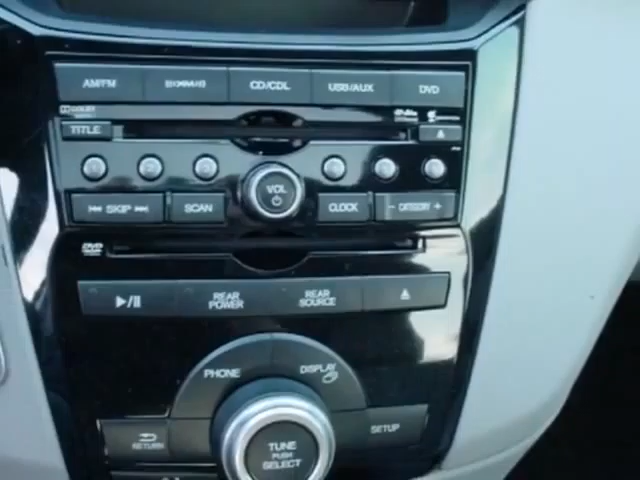 AM/FM CD/CDL USB/AUX DVD
DOLBY
TITLE
VOL
SKIP SCAN CLOCK - CATEGORY +
DVD
REAR POWER REAR SOURCE
PHONE DISPLAY
RETURN TUNE PUSH SELECT SETUP